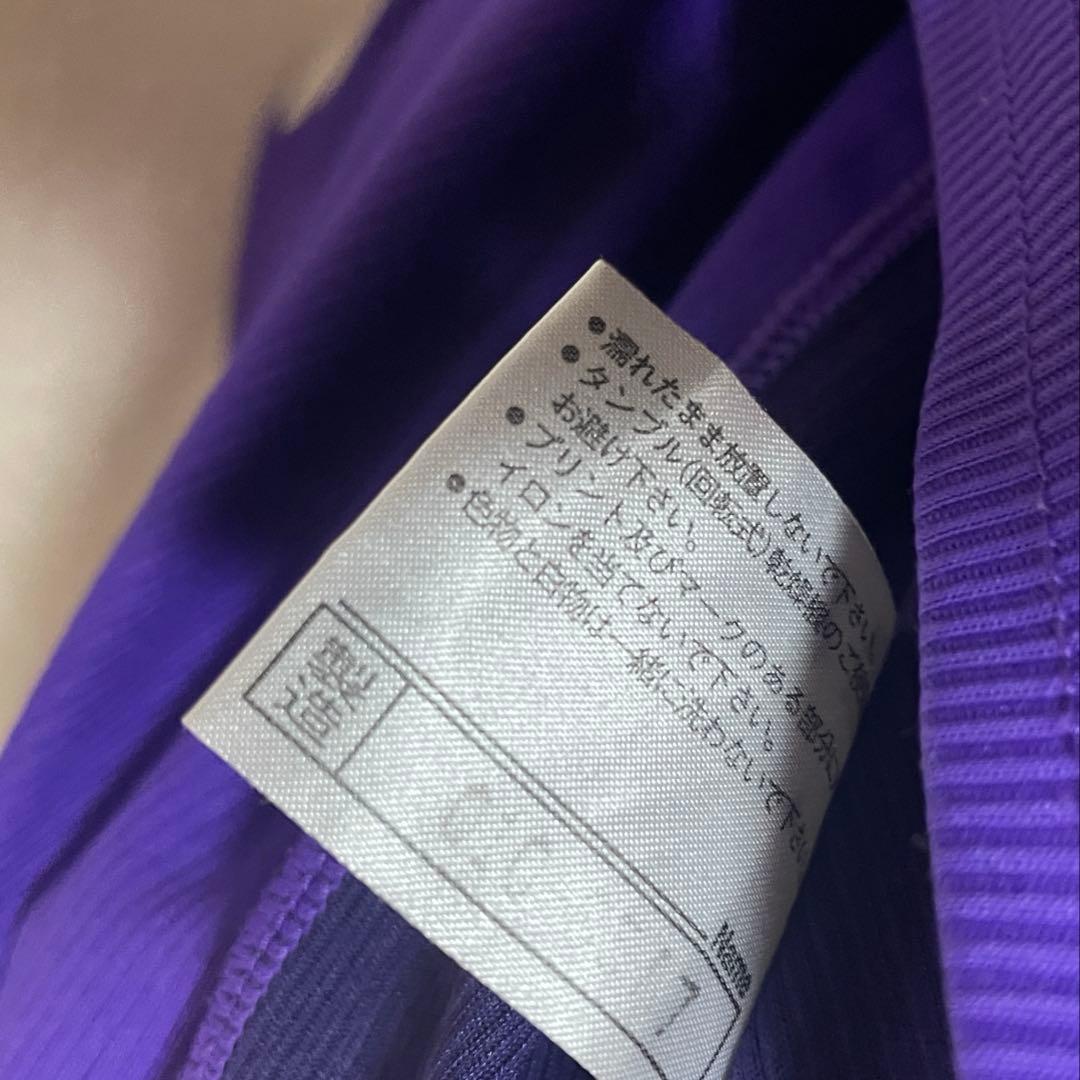 ●濡れたまま放置しないで下さい。
●タンブル(回転式)乾燥機のご使
お避け下さい。
●プリント及びマークのある部分に
イロンを当てないで下さい。
●色物と白物は一緒に洗わないで下さい
Name
製造
1